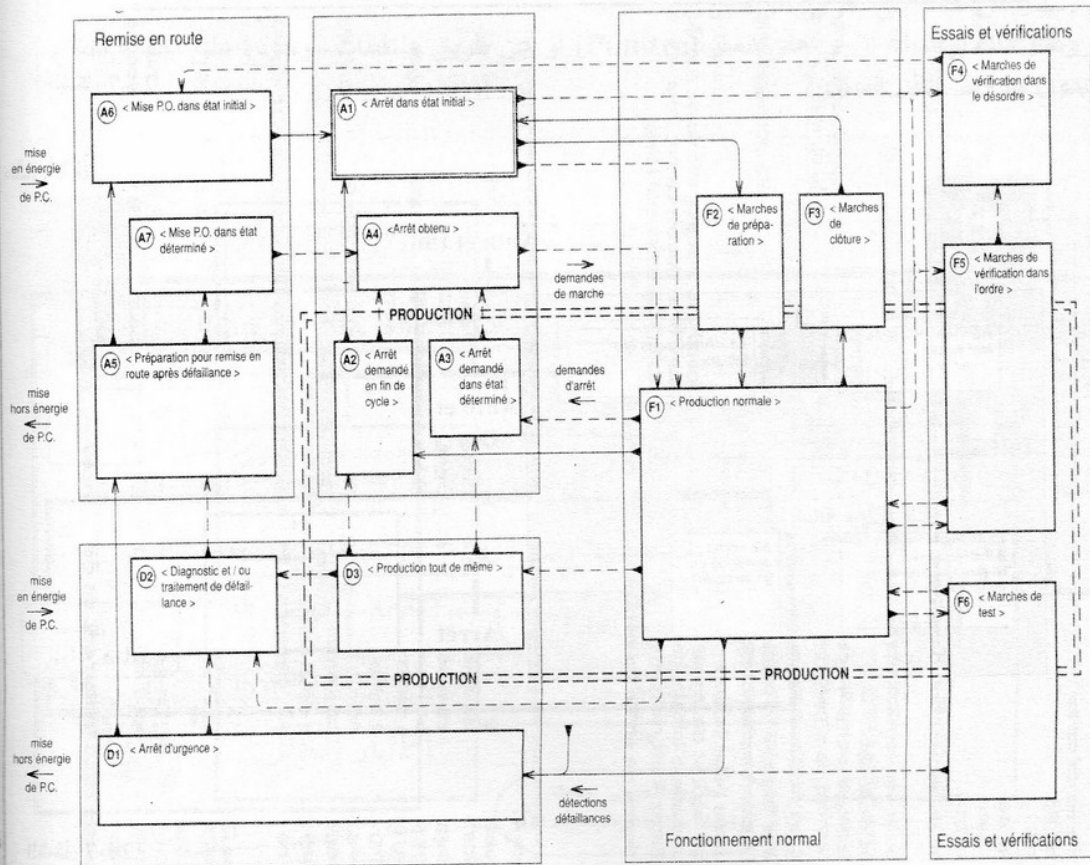 Remise en route
Essais et vérifications
A6 < Mise P.O. dans état initial >
A1 < Arrêt dans état initial >
F4 < Marches de
vérification dans
le désordre >
mise
en énergie
de P.C.
A7 < Mise P.O. dans état
déterminé >
A4 <Arrêt obtenu >
F2 < Marches
de prépa-
ration >
F3 < Marches
de
clôture >
F5 < Marches de
vérification dans
l'ordre >
demandes
de marche
PRODUCTION
A5 < Préparation pour remise en
route après défaillance >
A2 < Arrêt
demandé
en fin de
cycle >
A3 < Arrêt
demandé
dans état
déterminé >
demandes
d'arrêt
F1 < Production normale >
mise
hors énergie
de P.C.
D2 < Diagnostic et / ou
traitement de défail-
lance >
D3 < Production tout de même >
mise
en énergie
de P.C.
F6 < Marches de
test >
PRODUCTION
PRODUCTION
D1 < Arrêt d'urgence >
mise
hors énergie
de P.C.
détections
défaillances
Fonctionnement normal
Essais et vérifications